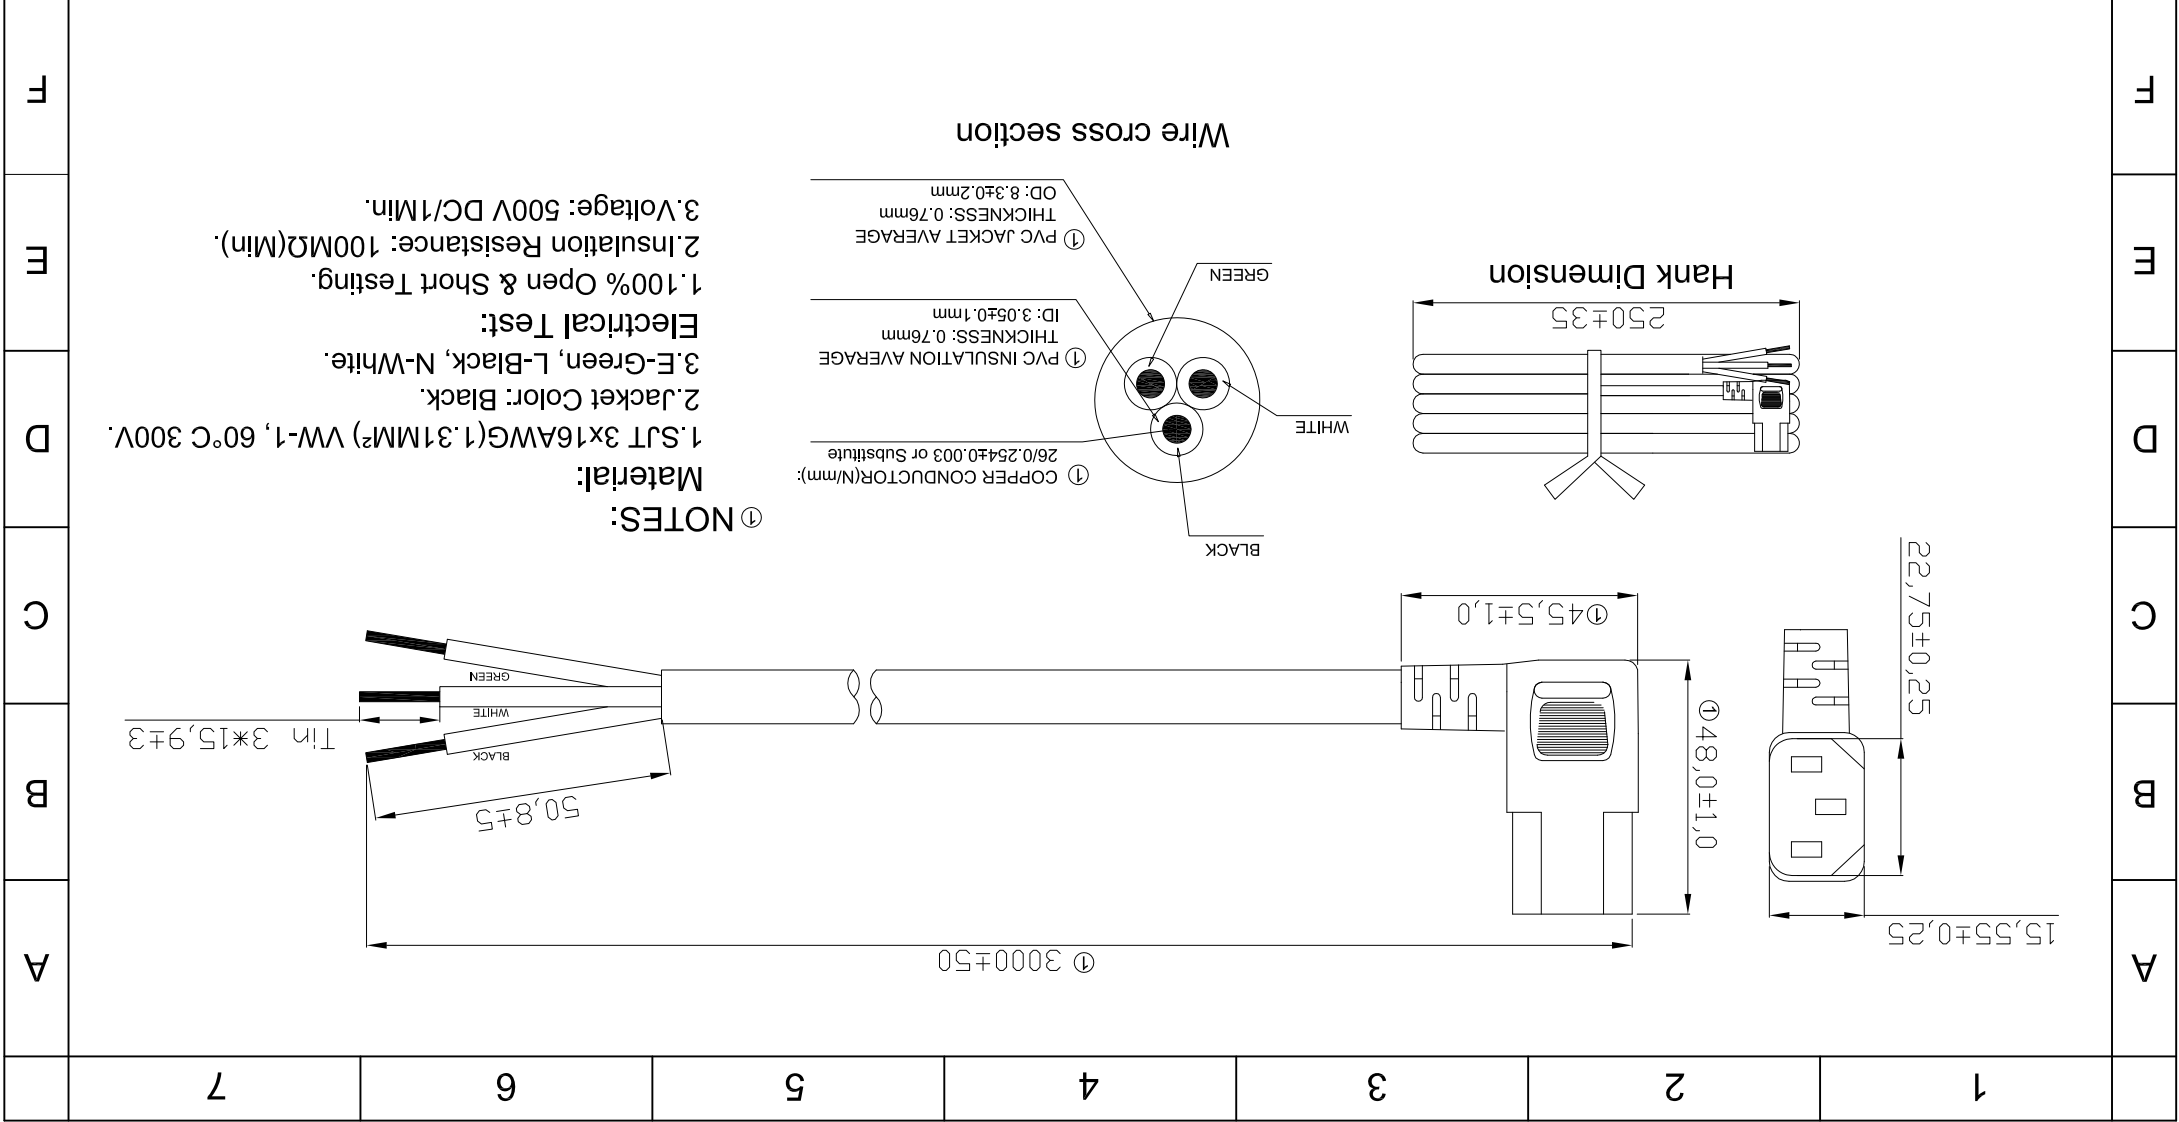 1
2
3
4
5
6
7
A
A
① 3000±50
15,55±0,25
B
B
50,8±5
Tin 3*15,9±3
BLACK
WHITE
GREEN
①48,0±1,0
22,75±0,25
C
C
①45,5±1,0
BLACK
① COPPER CONDUCTOR(N/mm):
26/0.254±0.003 or Substitute
WHITE
① PVC INSULATION AVERAGE
THICKNESS: 0.76mm
ID: 3.05±0.1mm
GREEN
① PVC JACKET AVERAGE
THICKNESS: 0.76mm
OD: 8.3±0.2mm
Wire cross section
D
D
250±35
Hank Dimension
① NOTES:
Material:
1.SJT 3x16AWG(1.31MM²) VW-1, 60°C 300V.
2.Jacket Color: Black.
3.E-Green, L-Black, N-White.
Electrical Test:
1.100% Open & Short Testing.
2.Insulation Resistance: 100MΩ(Min).
3.Voltage: 500V DC/1Min.
E
E
F
F